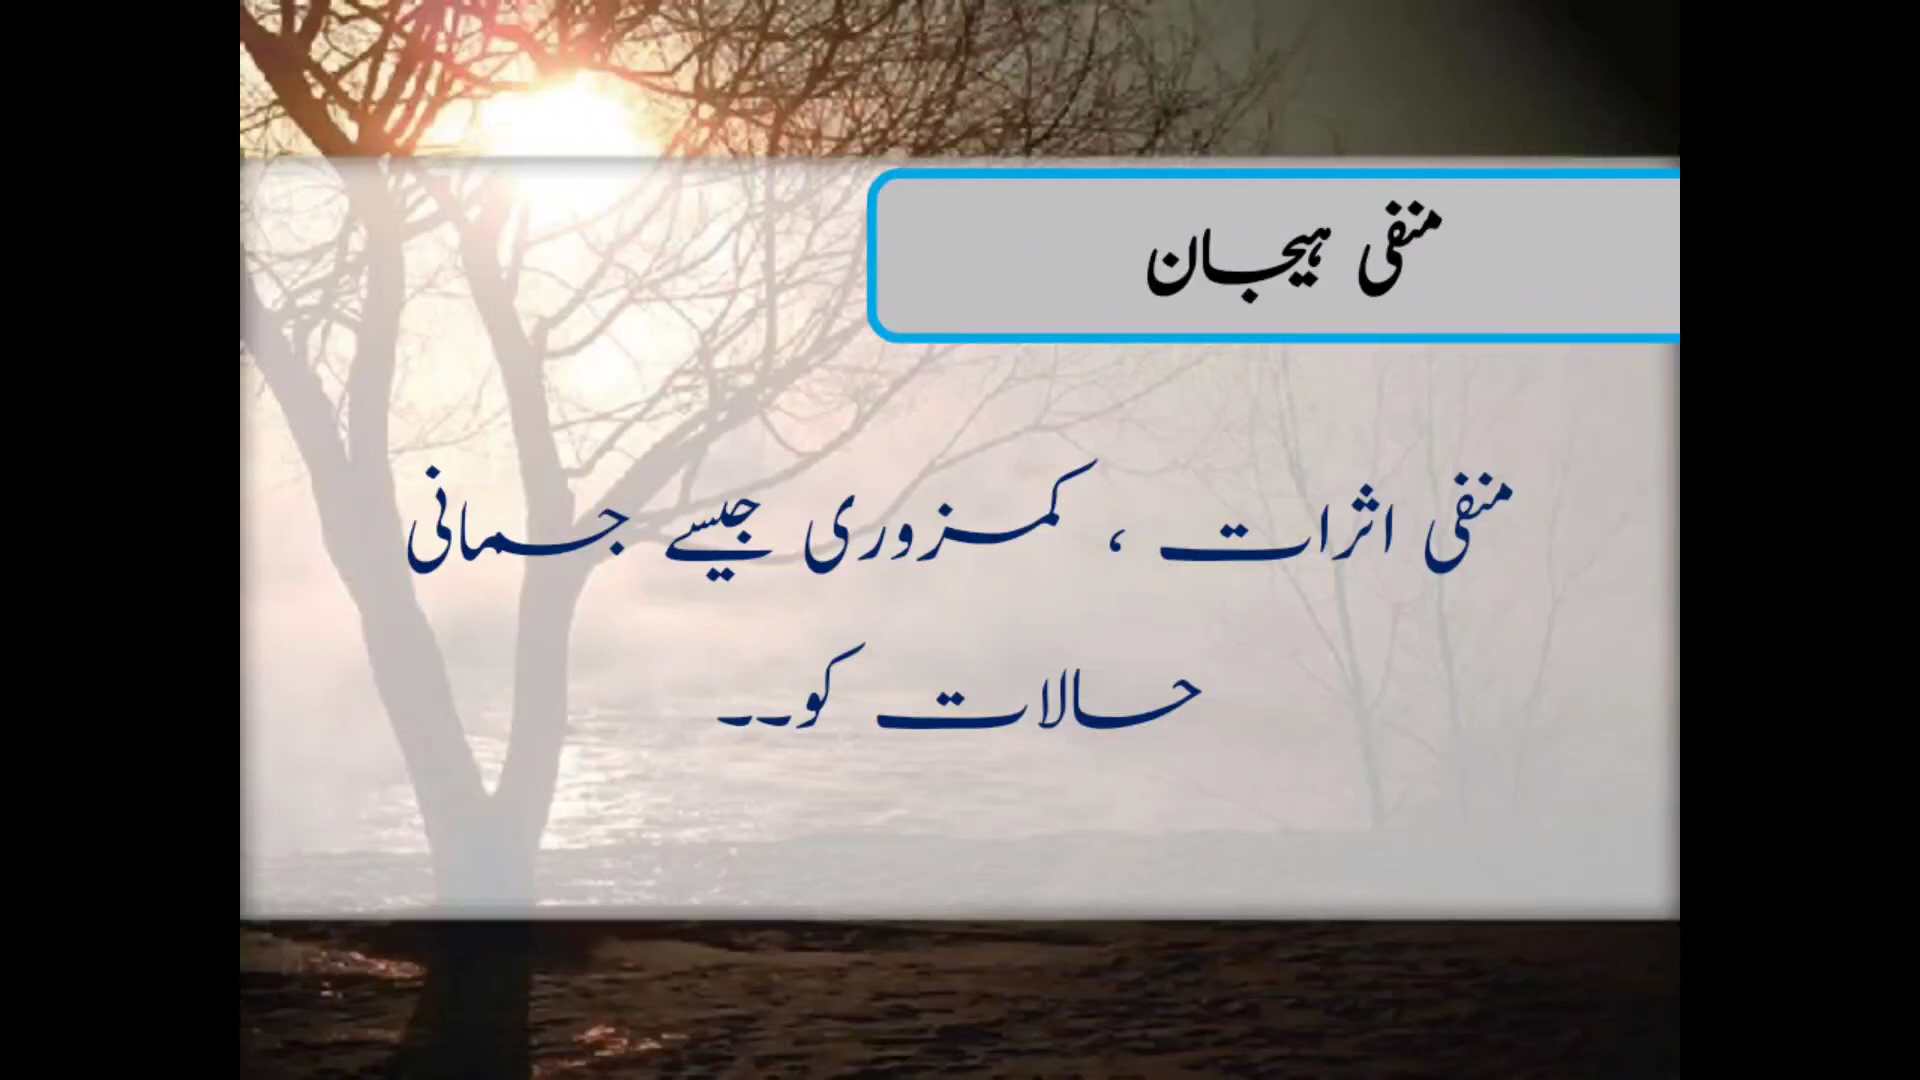 منفی ہیجان
منفی اثرات ، کمزوری جیسے جسمانی
حالات کو۔۔